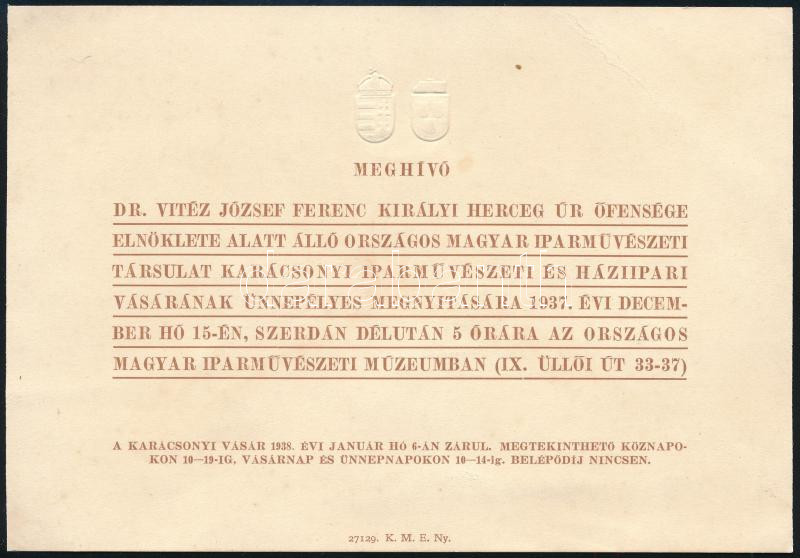 MEGHÍVÓ
DR. VITÉZ JÓZSEF FERENC KIRÁLYI HERCEG ÚR ŐFENSÉGE
ELNÖKLETE ALATT ÁLLÓ ORSZÁGOS MAGYAR IPARMŰVÉSZETI
TÁRSULAT KARÁCSONYI IPARMŰVÉSZETI ÉS HÁZIIPARI
VÁSÁRÁNAK ÜNNEPÉLYES MEGNYITÁSÁRA 1937. ÉVI DECEM-
BER HÓ 15-ÉN, SZERDÁN DÉLUTÁN 5 ÓRÁRA AZ ORSZÁGOS
MAGYAR IPARMŰVÉSZETI MÚZEUMBAN (IX. ÜLLŐI ÚT 33-37)
A KARÁCSONYI VÁSÁR 1938. ÉVI JANUÁR HÓ 6-ÁN ZÁRUL. MEGTEKINTHETŐ KÖZNAPO-
KON 10—19-IG, VASÁRNAP ÉS ÜNNEPNAPOKON 10—14-ig. BELÉPŐDÍJ NINCSEN.
27129. K. M. E. Ny.